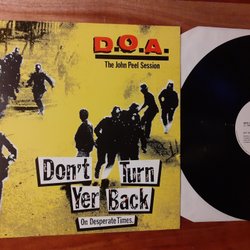 D.O.A.
The John Peel Session
Don't Turn
Yer Back
On Desperate Times.